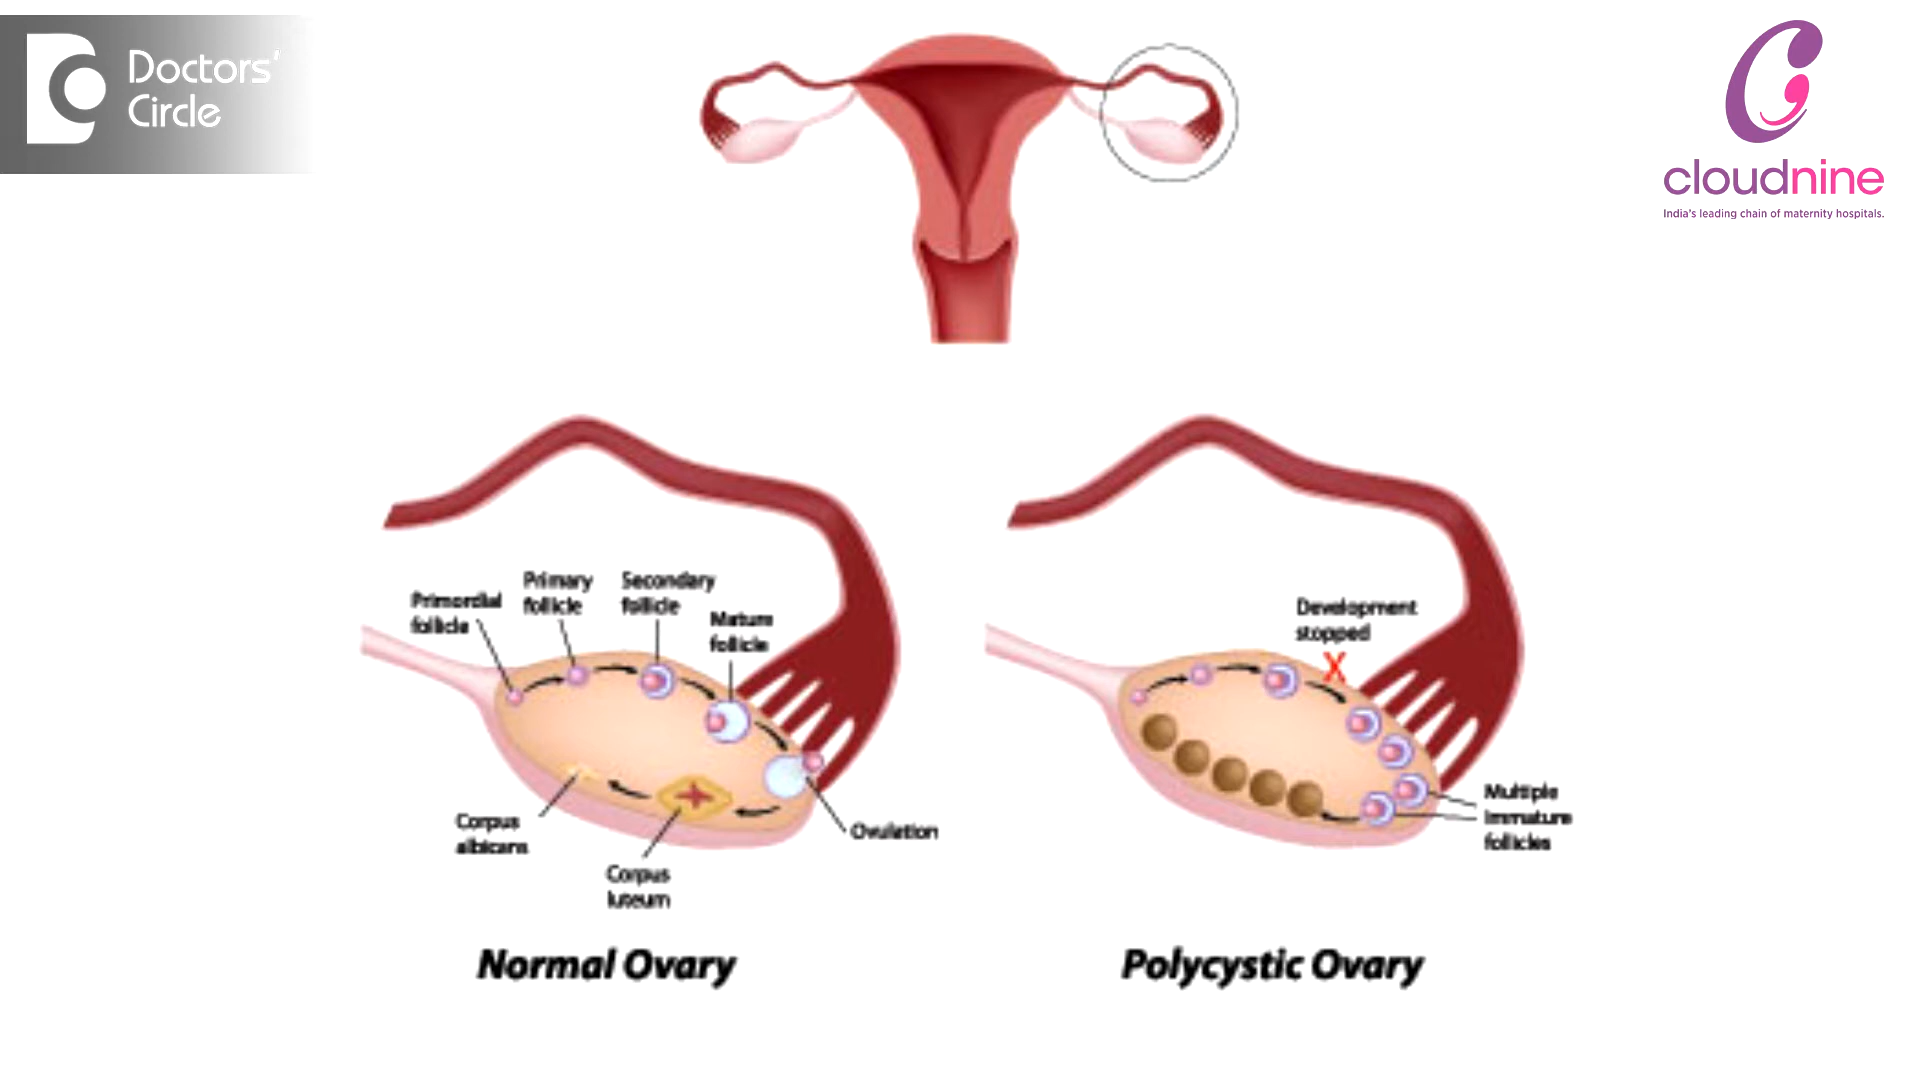 Doctors'
Circle
cloudnine
India's leading chain of maternity hospitals.
Primordial
follicle
Primary
follicle
Secondary
follicle
Mature
follicle
Ovulation
Corpus
luteum
Corpus
albicans
Normal Ovary
Development
stopped
X
Multiple
immature
follicles
Polycystic Ovary